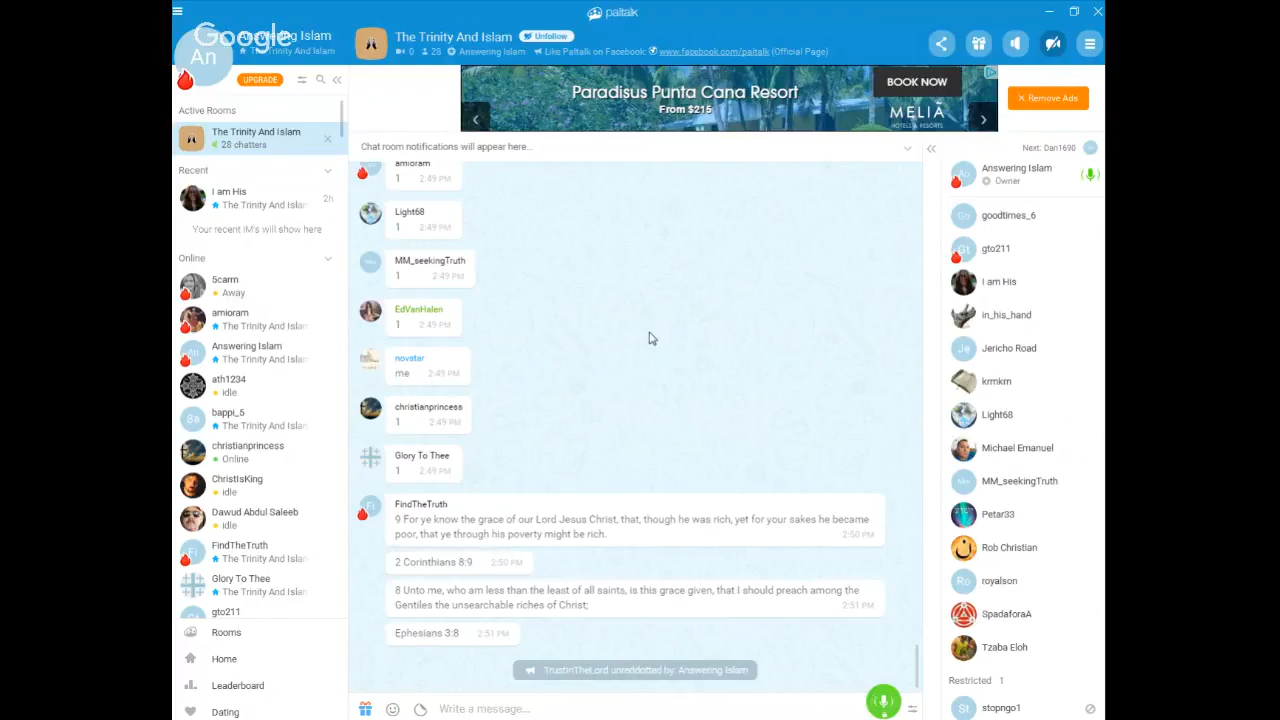 paltalk
Answering Islam
The Trinity And Islam
Google
An
The Trinity And Islam
Unfollow
0 28 Answering Islam Like Paltalk on Facebook: www.facebook.com/paltalk (Official Page)
UPGRADE
Active Rooms
The Trinity And Islam
28 chatters
Recent
I am His
The Trinity And Islam
2h
Your recent IM's will show here
Online
5carm
Away
amioram
The Trinity And Islam
Answering Islam
The Trinity And Islam
ath1234
idle
bappi_5
The Trinity And Islam
christianprincess
Online
ChristIsKing
idle
Dawud Abdul Saleeb
idle
FindTheTruth
The Trinity And Islam
Glory To Thee
The Trinity And Islam
gto211
Rooms
Home
Leaderboard
Dating
Paradisus Punta Cana Resort
From $215
BOOK NOW
MELIÁ
HOTELS & RESORTS
Remove Ads
Chat room notifications will appear here...
amioram
1 2:49 PM
Light68
1 2:49 PM
MM_seekingTruth
1 2:49 PM
EdVanHalen
1 2:49 PM
novatar
me 2:49 PM
christianprincess
1 2:49 PM
Glory To Thee
1 2:49 PM
FindTheTruth
9 For ye know the grace of our Lord Jesus Christ, that, though he was rich, yet for your sakes he became
poor, that ye through his poverty might be rich. 2:50 PM
2 Corinthians 8:9 2:50 PM
8 Unto me, who am less than the least of all saints, is this grace given, that I should preach among the
Gentiles the unsearchable riches of Christ; 2:51 PM
Ephesians 3:8 2:51 PM
TrustInTheLord unreddotted by: Answering Islam
Write a message...
Next: Dan1690
Answering Islam
Owner
goodtimes_6
gto211
I am His
in_his_hand
Jericho Road
krmkrn
Light68
Michael Emanuel
MM_seekingTruth
Petar33
Rob Christian
royalson
SpadaforaA
Tzaba Eloh
Restricted 1
stopngo1